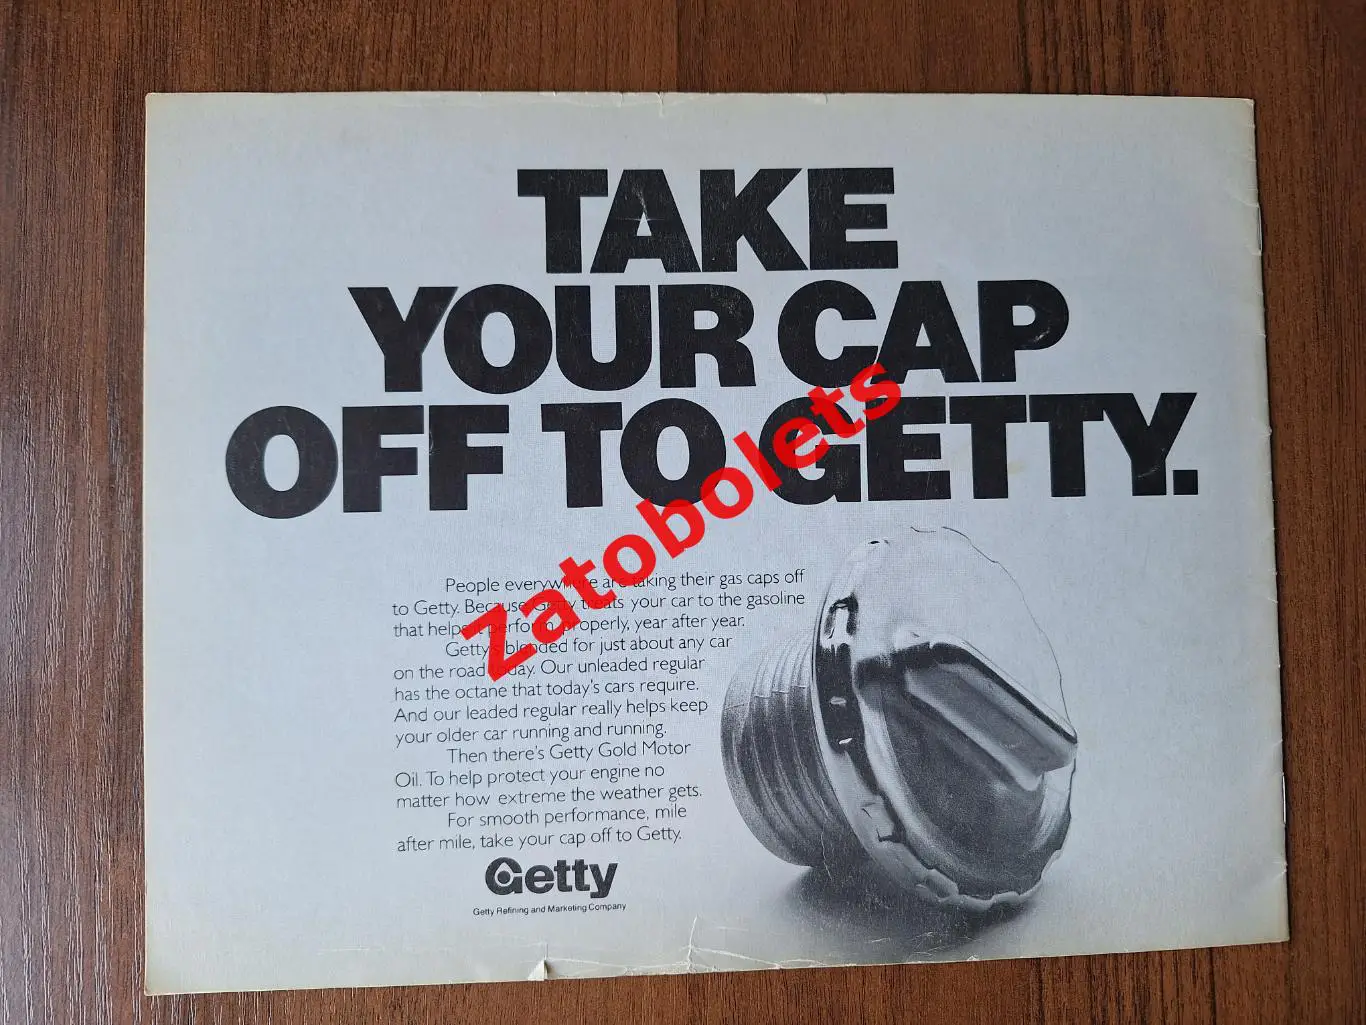 TAKE
YOUR CAP
OFF TO GETTY.
Zatobolets
People everywhere are taking their gas caps off
to Getty. Because Getty treats your car to the gasoline
that helps it perform properly, year after year.
Getty's blended for just about any car
on the road today. Our unleaded regular
has the octane that today's cars require.
And our leaded regular really helps keep
your older car running and running.
Then there's Getty Gold Motor
Oil. To help protect your engine no
matter how extreme the weather gets.
For smooth performance, mile
after mile, take your cap off to Getty.
Getty
Getty Refining and Marketing Company